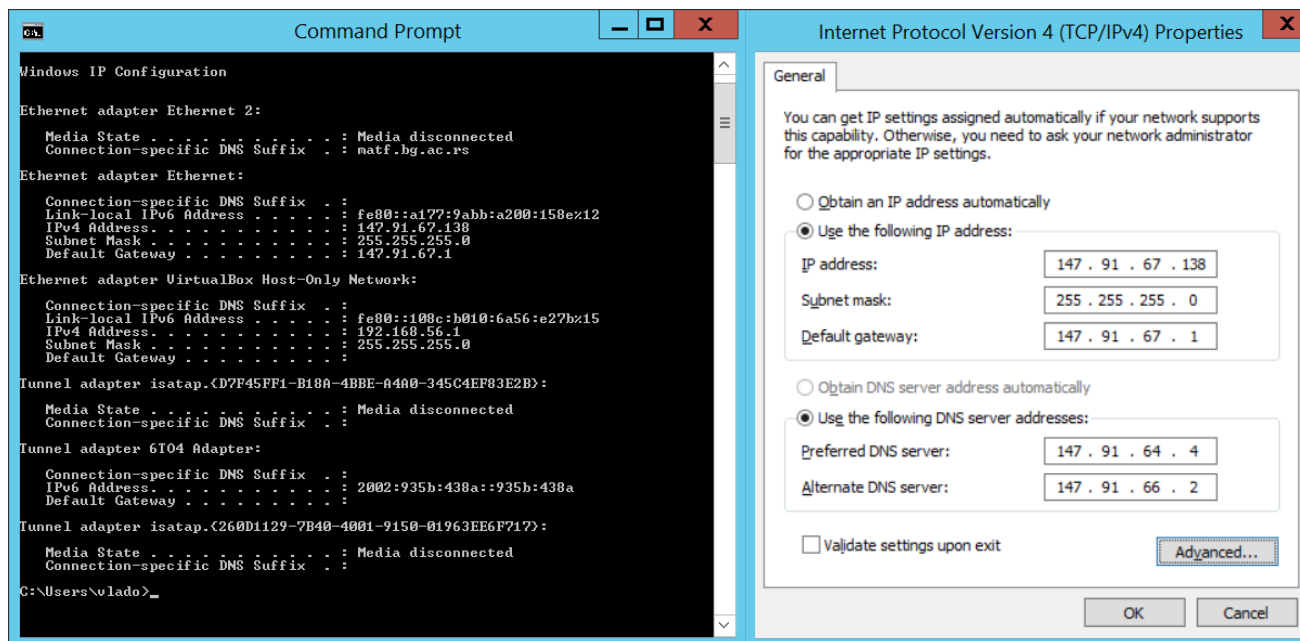 Command Prompt
Windows IP Configuration
Ethernet adapter Ethernet 2:
Media State . . . . . . . . . . . : Media disconnected
Connection-specific DNS Suffix  . : matf.bg.ac.rs
Ethernet adapter Ethernet:
Connection-specific DNS Suffix  . :
Link-local IPv6 Address . . . . . : fe80::a177:9abb:a200:158e%12
IPv4 Address. . . . . . . . . . . : 147.91.67.138
Subnet Mask . . . . . . . . . . . : 255.255.255.0
Default Gateway . . . . . . . . . : 147.91.67.1
Ethernet adapter VirtualBox Host-Only Network:
Connection-specific DNS Suffix  . :
Link-local IPv6 Address . . . . . : fe80::108c:b010:6a56:e27b%15
IPv4 Address. . . . . . . . . . . : 192.168.56.1
Subnet Mask . . . . . . . . . . . : 255.255.255.0
Default Gateway . . . . . . . . . :
Tunnel adapter isatap.{D7F45FF1-B18A-4BBE-A4A0-345C4EF83E2B}:
Media State . . . . . . . . . . . : Media disconnected
Connection-specific DNS Suffix  . :
Tunnel adapter 6TO4 Adapter:
Connection-specific DNS Suffix  . :
IPv6 Address. . . . . . . . . . . : 2002:935b:438a::935b:438a
Default Gateway . . . . . . . . . :
Tunnel adapter isatap.{260D1129-7B40-4001-9150-01963EE6F717}:
Media State . . . . . . . . . . . : Media disconnected
Connection-specific DNS Suffix  . :
C:\Users\vlado>_
Internet Protocol Version 4 (TCP/IPv4) Properties
General
You can get IP settings assigned automatically if your network supports
this capability. Otherwise, you need to ask your network administrator
for the appropriate IP settings.
Obtain an IP address automatically
Use the following IP address:
IP address: 147 . 91 . 67 . 138
Subnet mask: 255 . 255 . 255 . 0
Default gateway: 147 . 91 . 67 . 1
Obtain DNS server address automatically
Use the following DNS server addresses:
Preferred DNS server: 147 . 91 . 64 . 4
Alternate DNS server: 147 . 91 . 66 . 2
Validate settings upon exit
Advanced...
OK Cancel